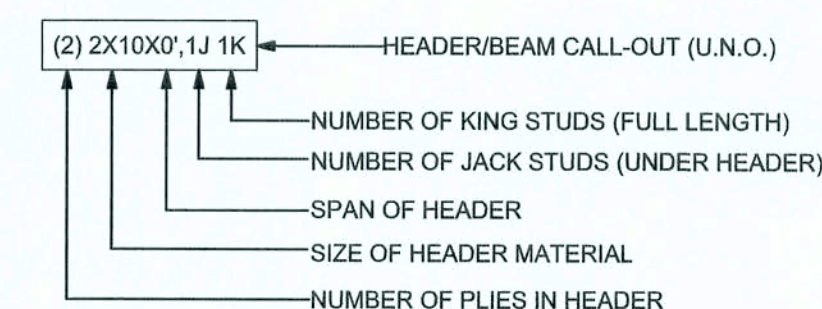 (2) 2X10X0',1J 1K HEADER/BEAM CALL-OUT (U.N.O.)
NUMBER OF KING STUDS (FULL LENGTH)
NUMBER OF JACK STUDS (UNDER HEADER)
SPAN OF HEADER
SIZE OF HEADER MATERIAL
NUMBER OF PLIES IN HEADER